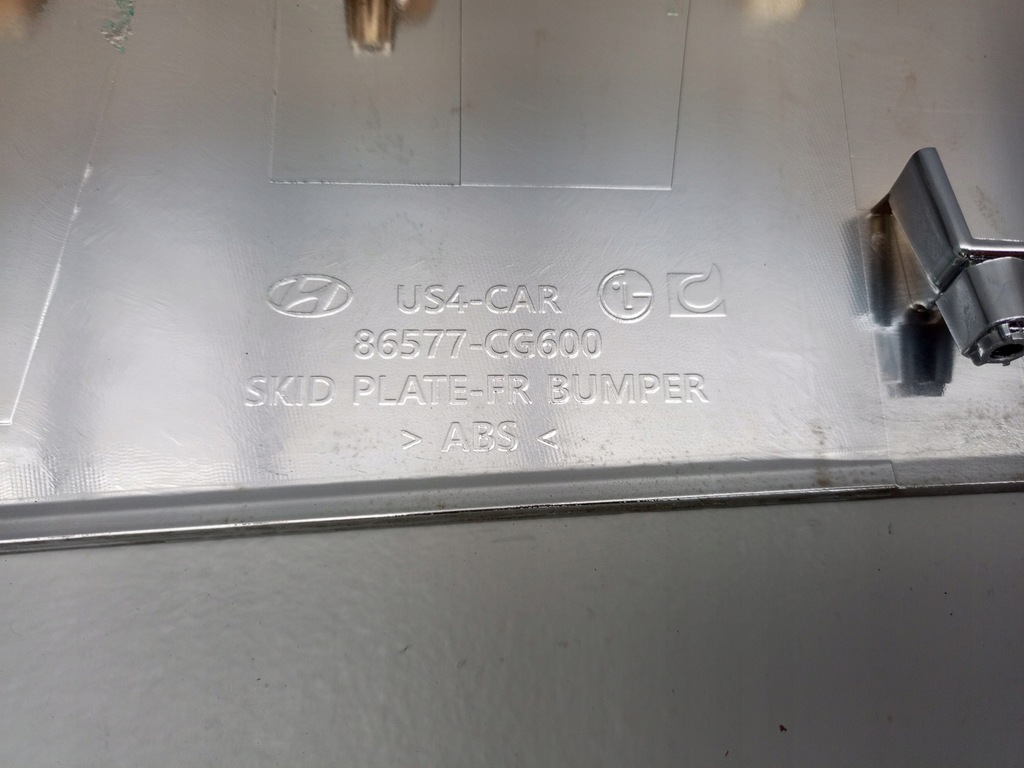 US4-CAR
86577-CG600
SKID PLATE-FR BUMPER
> ABS <